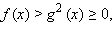 f (x) > g² (x) ≥ 0,